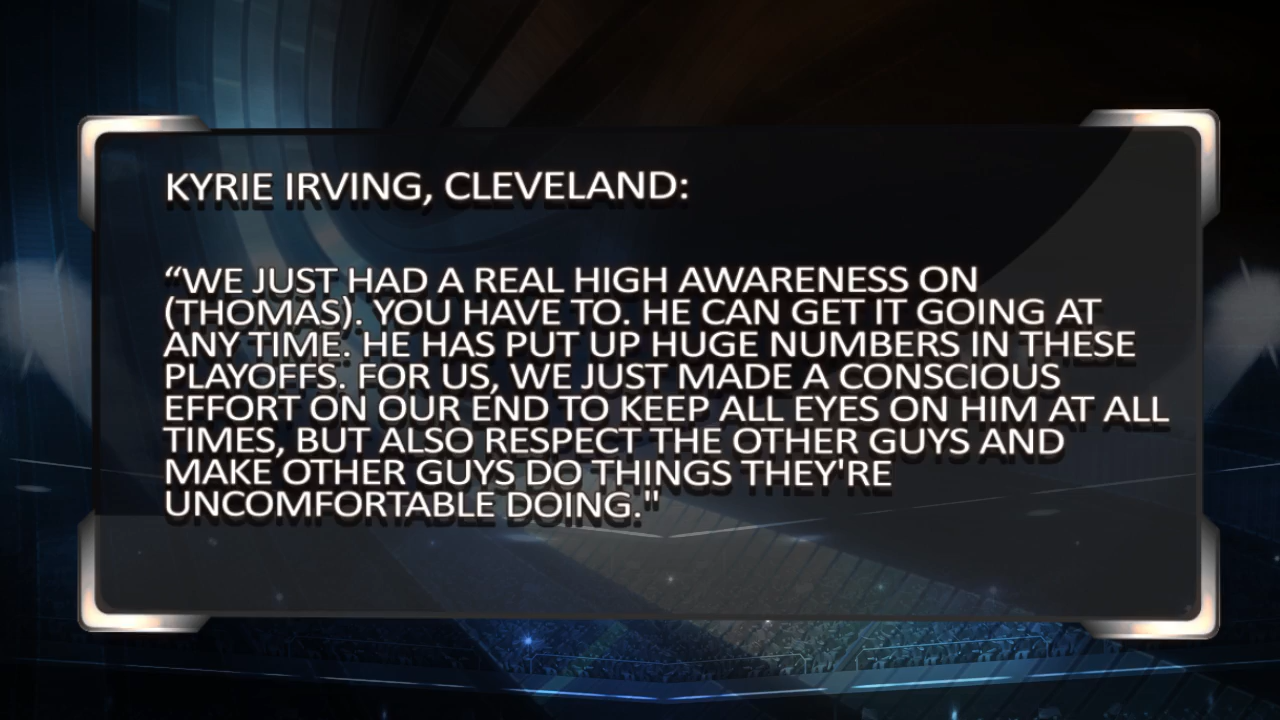 KYRIE IRVING, CLEVELAND:
“WE JUST HAD A REAL HIGH AWARENESS ON
(THOMAS). YOU HAVE TO. HE CAN GET IT GOING AT
ANY TIME. HE HAS PUT UP HUGE NUMBERS IN THESE
PLAYOFFS. FOR US, WE JUST MADE A CONSCIOUS
EFFORT ON OUR END TO KEEP ALL EYES ON HIM AT ALL
TIMES, BUT ALSO RESPECT THE OTHER GUYS AND
MAKE OTHER GUYS DO THINGS THEY'RE
UNCOMFORTABLE DOING."